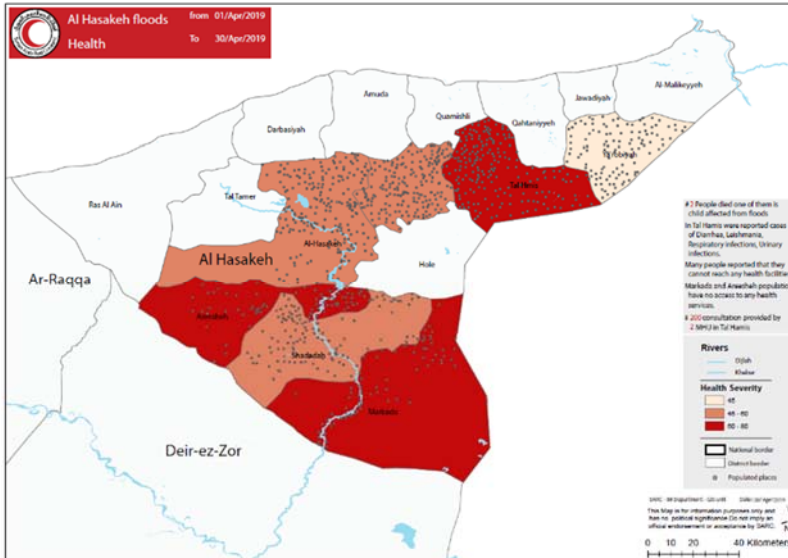 Al Hasakeh floods
Health
from 01/Apr/2019
To 30/Apr/2019
Al-Malikeyyeh
Jawadiyah
Amuda
Quamishli
Qahtaniyyeh
Darbasiyah
Tal Tamer
Ras Al Ain
Al-Hasakeh
Al Hasakeh
Hole
Ar-Raqqa
Shadadah
Markada
Deir-ez-Zor
# 2 People died one of them is
child affected from floods
In Tal Hamis were reported cases
of Diarrhea, Leishmania,
Respiratory infections, Urinary
infections.
Many people reported that they
cannot reach any health facilities
Markada and Areesheh population
have no access to any health
services.
# 200 consultation provided by
2 MHU in Tal Hamis
Rivers
Dijlah
Khabur
Health Severity
45
46 - 60
60 - 80
National border
District border
Populated places
This Map is for information purposes only and
has no political significance Do not imply an
official endorsement or acceptance by SARC.
0 10 20 40 Kilometers